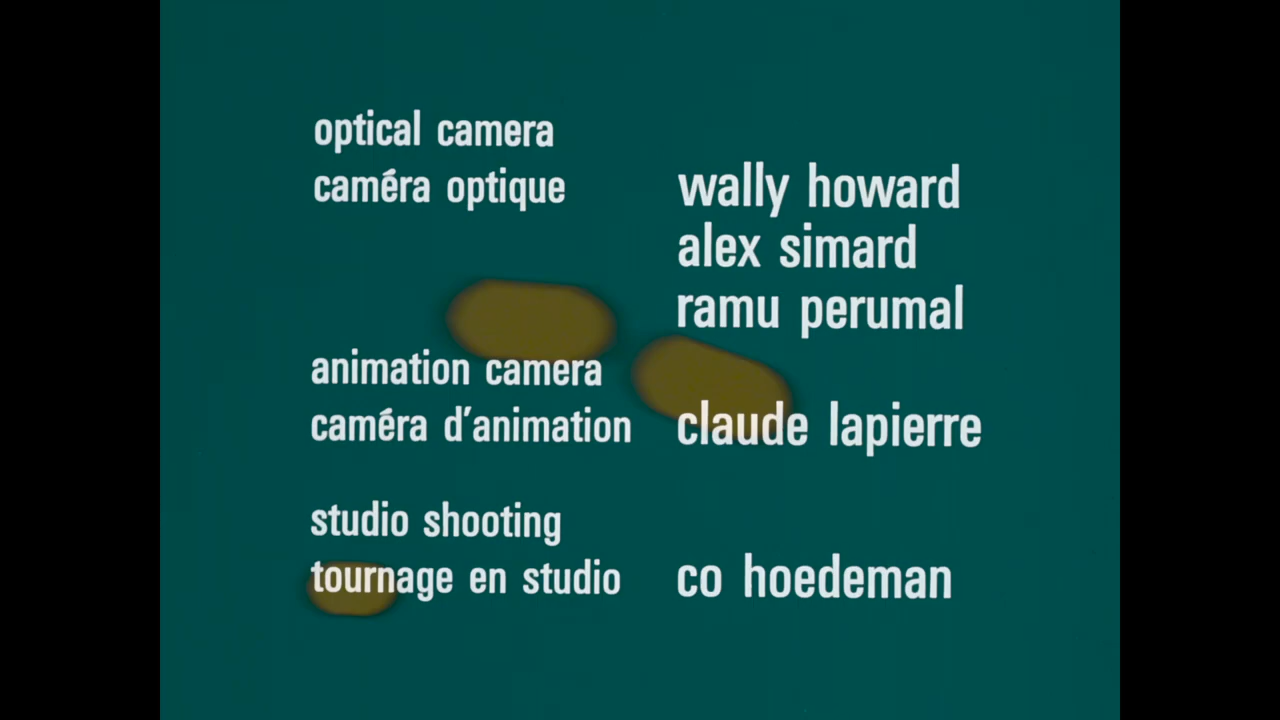 optical camera
caméra optique
wally howard
alex simard
ramu perumal
animation camera
caméra d'animation
claude lapierre
studio shooting
tournage en studio
co hoedeman